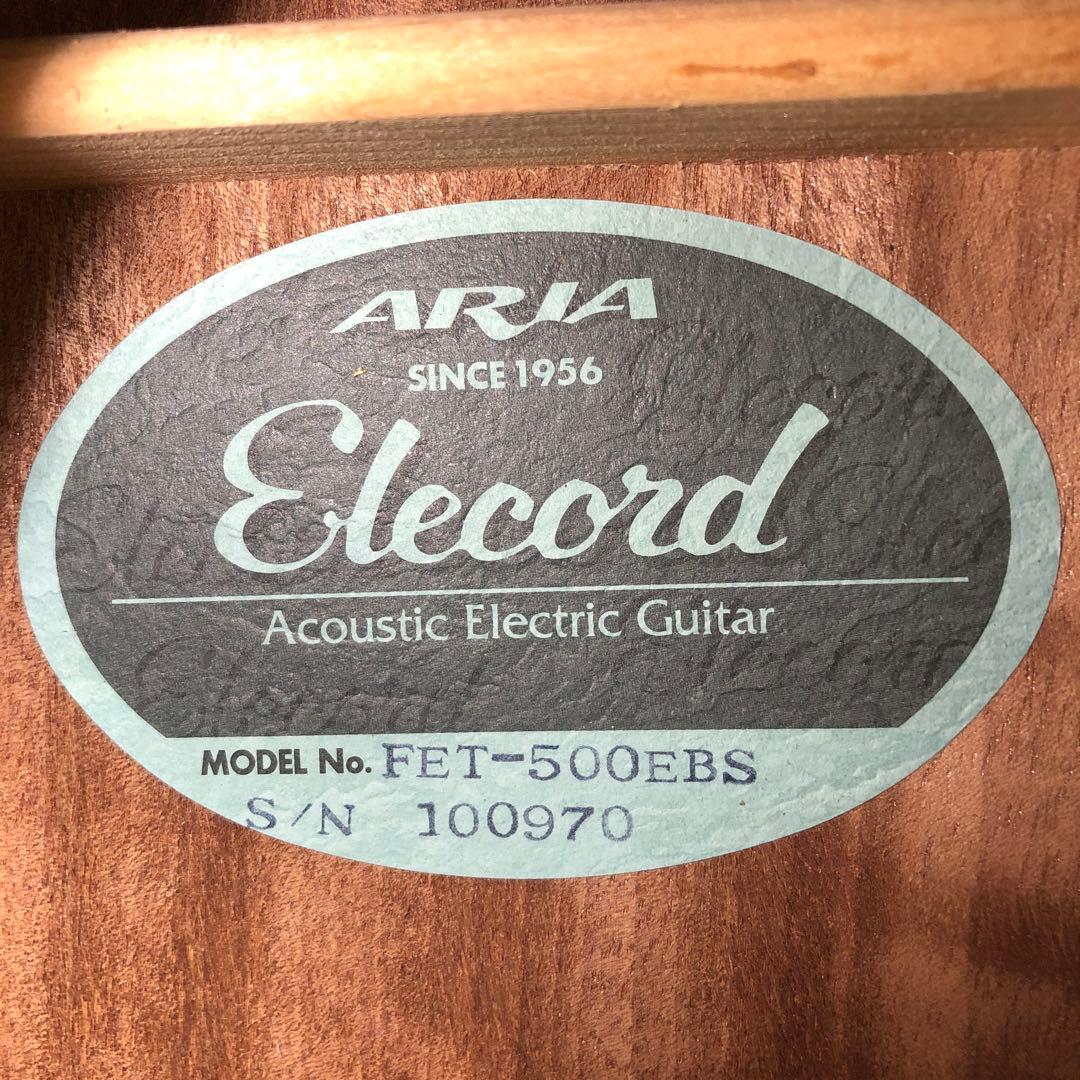 ARIA
SINCE 1956
Elecord
Acoustic Electric Guitar
MODEL No. FET-500EBS
S/N 100970